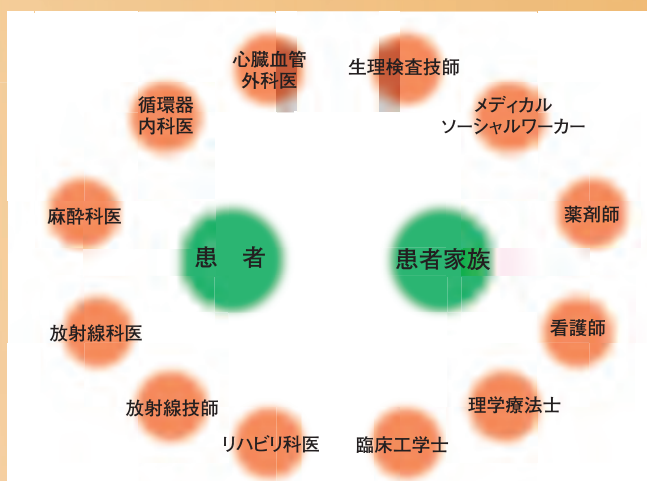 心臓血管
外科医
生理検査技師
循環器
内科医
メディカル
ソーシャルワーカー
麻酔科医
薬剤師
患　者
患者家族
放射線科医
看護師
放射線技師
理学療法士
リハビリ科医
臨床工学士